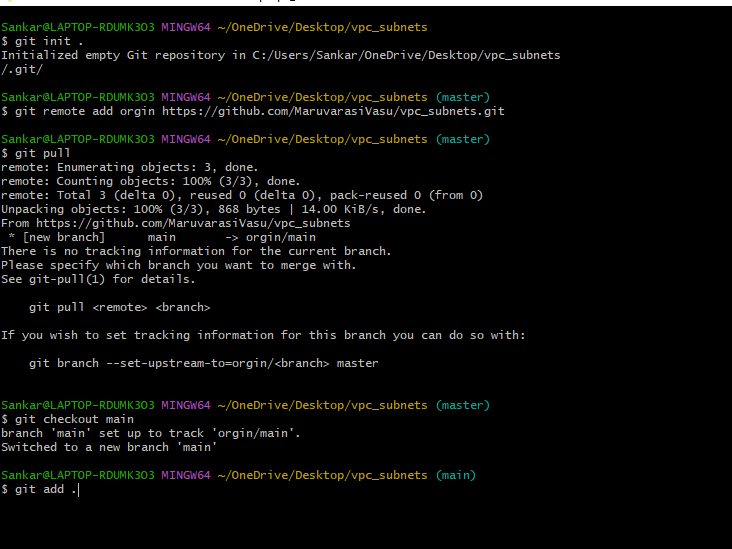 Sankar@LAPTOP-RDUMK3O3 MINGW64 ~/OneDrive/Desktop/vpc_subnets
$ git init .
Initialized empty Git repository in C:/Users/Sankar/OneDrive/Desktop/vpc_subnets
/.git/
Sankar@LAPTOP-RDUMK3O3 MINGW64 ~/OneDrive/Desktop/vpc_subnets (master)
$ git remote add orgin https://github.com/MaruvarasiVasu/vpc_subnets.git
Sankar@LAPTOP-RDUMK3O3 MINGW64 ~/OneDrive/Desktop/vpc_subnets (master)
$ git pull
remote: Enumerating objects: 3, done.
remote: Counting objects: 100% (3/3), done.
remote: Total 3 (delta 0), reused 0 (delta 0), pack-reused 0 (from 0)
Unpacking objects: 100% (3/3), 868 bytes | 14.00 KiB/s, done.
From https://github.com/MaruvarasiVasu/vpc_subnets
 * [new branch]      main       -> orgin/main
There is no tracking information for the current branch.
Please specify which branch you want to merge with.
See git-pull(1) for details.
    git pull <remote> <branch>
If you wish to set tracking information for this branch you can do so with:
    git branch --set-upstream-to=orgin/<branch> master
Sankar@LAPTOP-RDUMK3O3 MINGW64 ~/OneDrive/Desktop/vpc_subnets (master)
$ git checkout main
branch 'main' set up to track 'orgin/main'.
Switched to a new branch 'main'
Sankar@LAPTOP-RDUMK3O3 MINGW64 ~/OneDrive/Desktop/vpc_subnets (main)
$ git add .